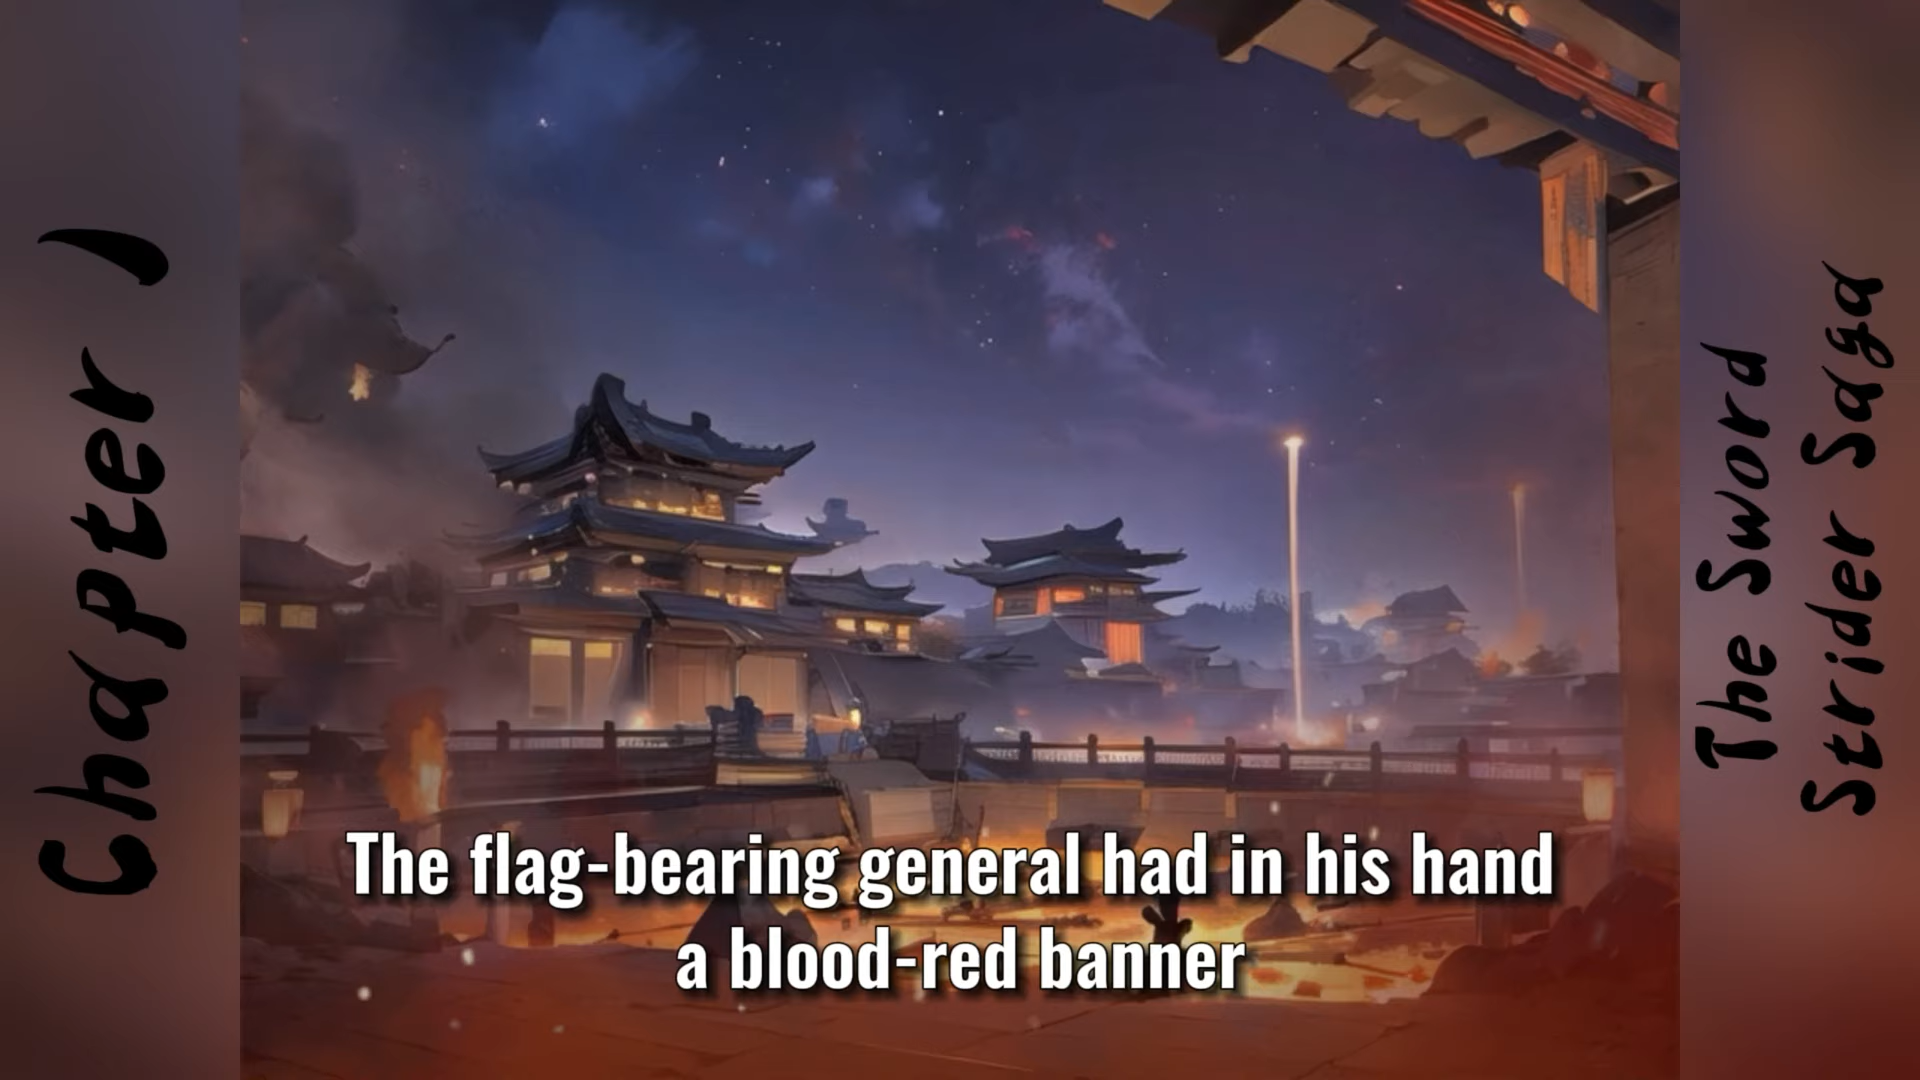 Chapter 1
The flag-bearing general had in his hand
a blood-red banner
The Sword
Strider Saga